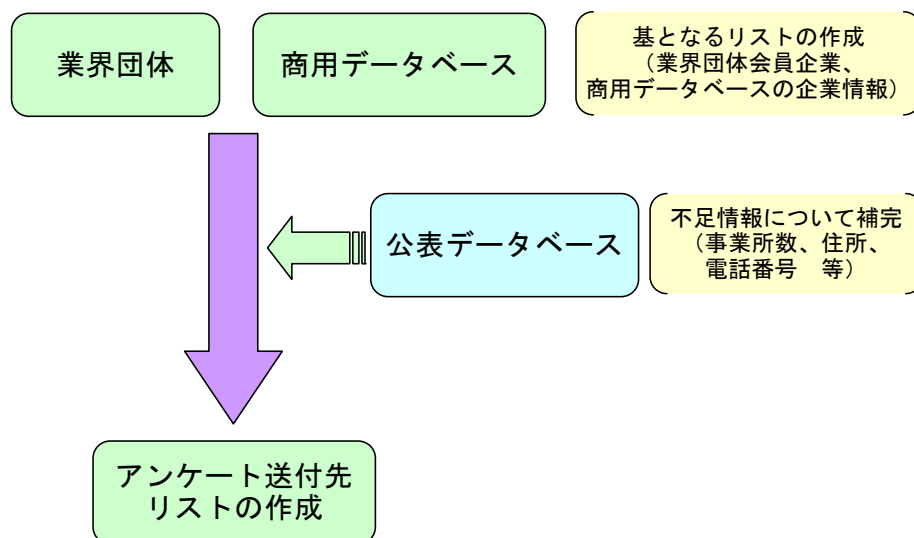 業界団体
商用データベース
基となるリストの作成
（業界団体会員企業、
商用データベースの企業情報）
公表データベース
不足情報について補完
（事業所数、住所、
電話番号　等）
アンケート送付先
リストの作成